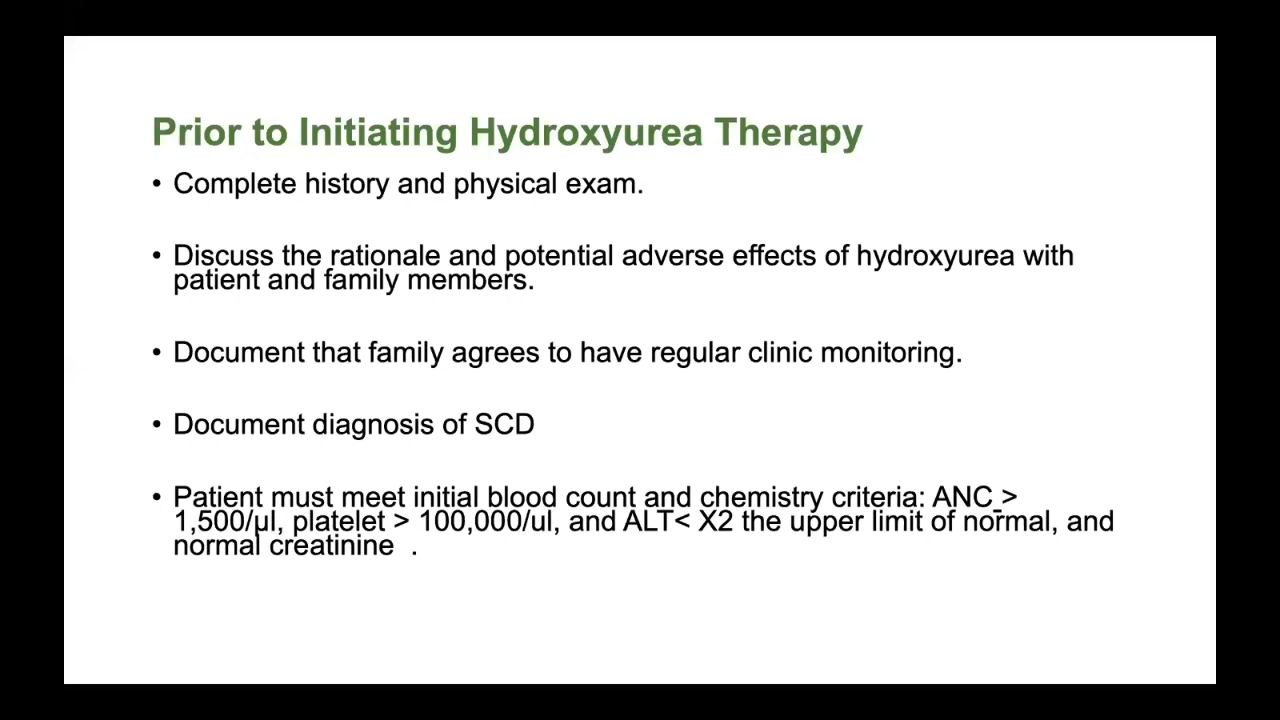 Prior to Initiating Hydroxyurea Therapy
• Complete history and physical exam.
• Discuss the rationale and potential adverse effects of hydroxyurea with
patient and family members.
• Document that family agrees to have regular clinic monitoring.
• Document diagnosis of SCD
• Patient must meet initial blood count and chemistry criteria: ANC_>
1,500/µl, platelet > 100,000/ul, and ALT< X2 the upper limit of normal, and
normal creatinine .